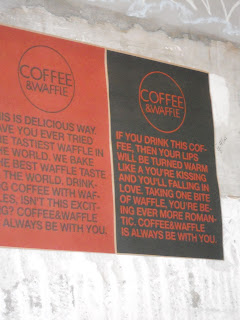 COFFEE
&WAFFLE
IS IS DELICIOUS WAY
AVE YOU EVER TRIED
E TASTIEST WAFFLE IN
HE WORLD. WE BAKE
HE BEST WAFFLE TASTE
THE WORLD, DRINK-
G COFFEE WITH WAF-
LES, ISN'T THIS EXCIT-
G? COFFEE&WAFFLE
ALWAYS BE WITH YOU.
COFFEE
&WAFFLE
IF YOU DRINK THIS COF-
FEE, THEN YOUR LIPS
WILL BE TURNED WARM
LIKE A YOU'RE KISSING
AND YOU'LL FALLING IN
LOVE. TAKING ONE BITE
OF WAFFLE, YOU'RE BE-
ING EVER MORE ROMAN-
TIC. COFFEE&WAFFLE
IS ALWAYS BE WITH YOU.